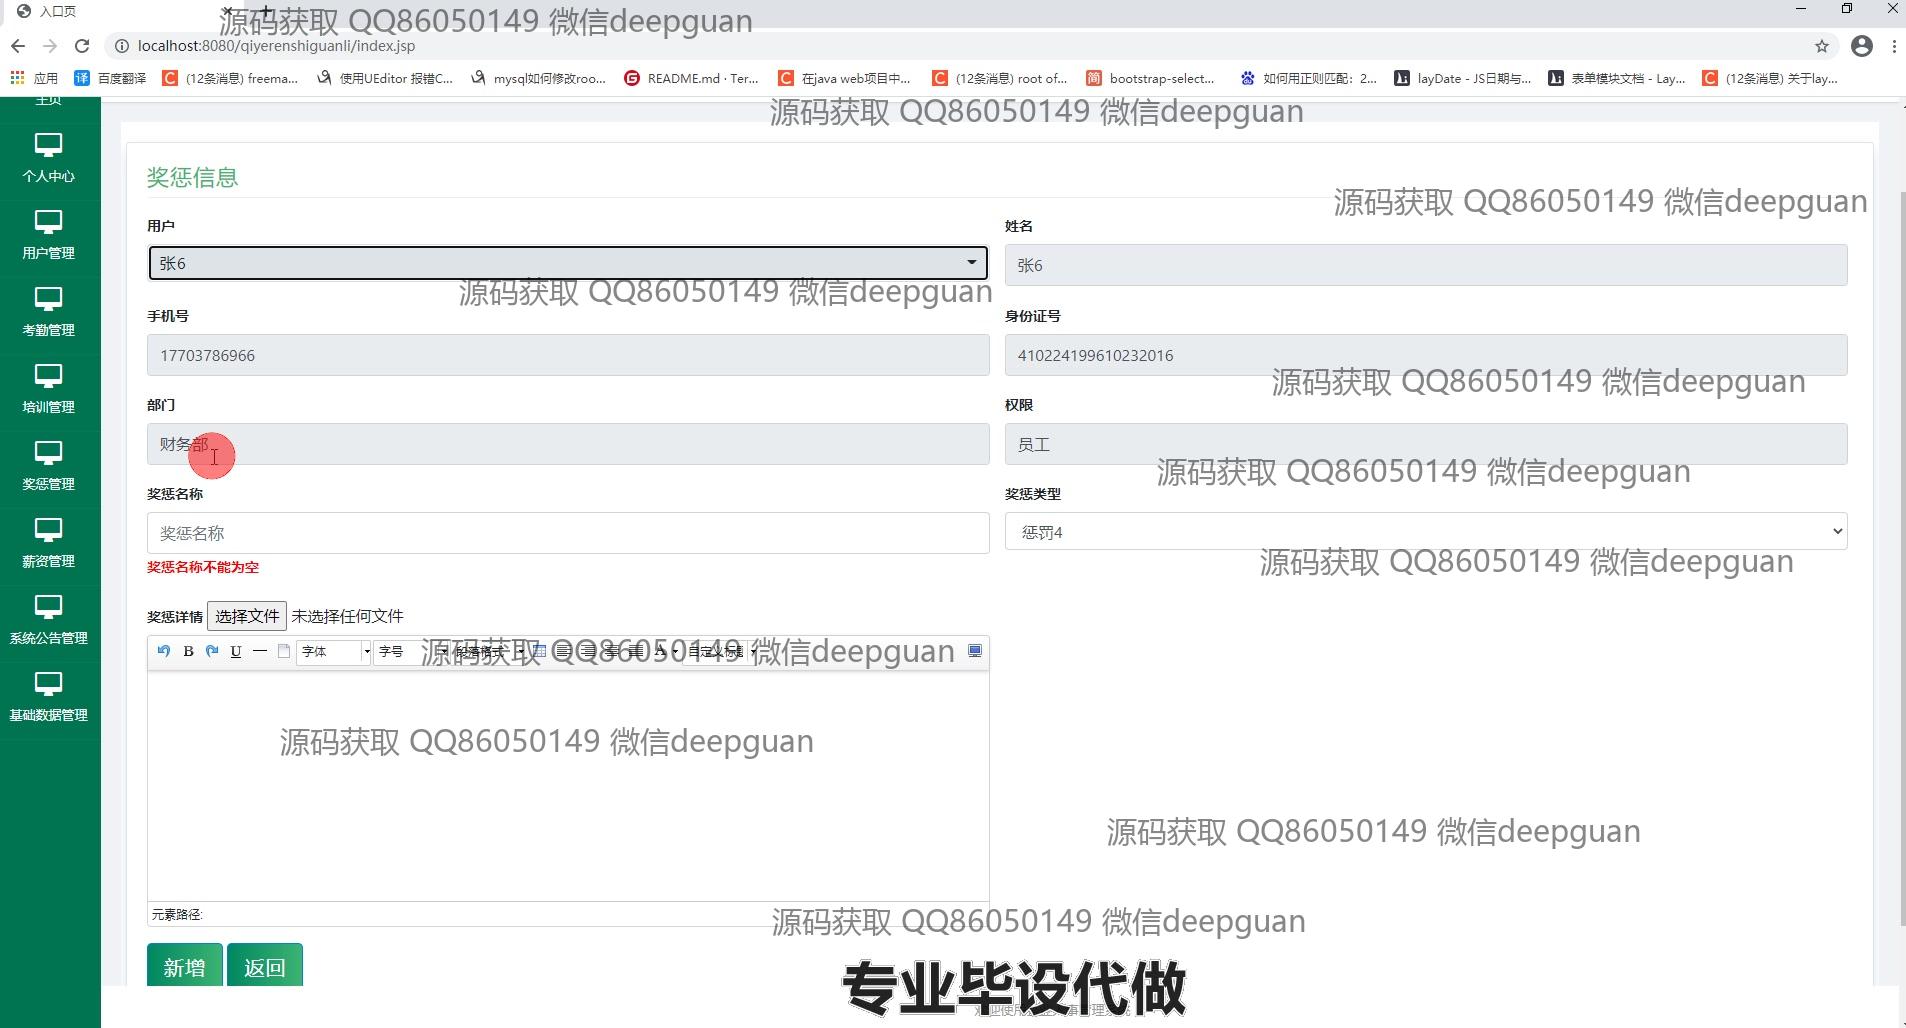 入口页
源码获取 QQ86050149 微信deepguan
localhost:8080/qiyerenshiguanli/index.jsp
应用 百度翻译 (12条消息) freema... 使用UEditor 报错C... mysql如何修改roo... README.md · Ter... 在java web项目中... (12条消息) root of... bootstrap-select... 如何用正则匹配：2... layDate - JS日期与... 表单模块文档 - Lay... (12条消息) 关于lay...
主页
源码获取 QQ86050149 微信deepguan
个人中心
奖惩信息
源码获取 QQ86050149 微信deepguan
用户 姓名
用户管理
张6 张6
源码获取 QQ86050149 微信deepguan
手机号 身份证号
考勤管理
17703786966 410224199610232016
源码获取 QQ86050149 微信deepguan
培训管理
部门 权限
财务部 员工
源码获取 QQ86050149 微信deepguan
奖惩管理
奖惩名称 奖惩类型
奖惩名称 惩罚4
薪资管理
奖惩名称不能为空
源码获取 QQ86050149 微信deepguan
奖惩详情 选择文件 未选择任何文件
系统公告管理
B U 字体 字号 段落格式 A 自定义标题
源码获取 QQ86050149 微信deepguan
基础数据管理
源码获取 QQ86050149 微信deepguan
源码获取 QQ86050149 微信deepguan
元素路径:
源码获取 QQ86050149 微信deepguan
新增 返回
专业毕设代做